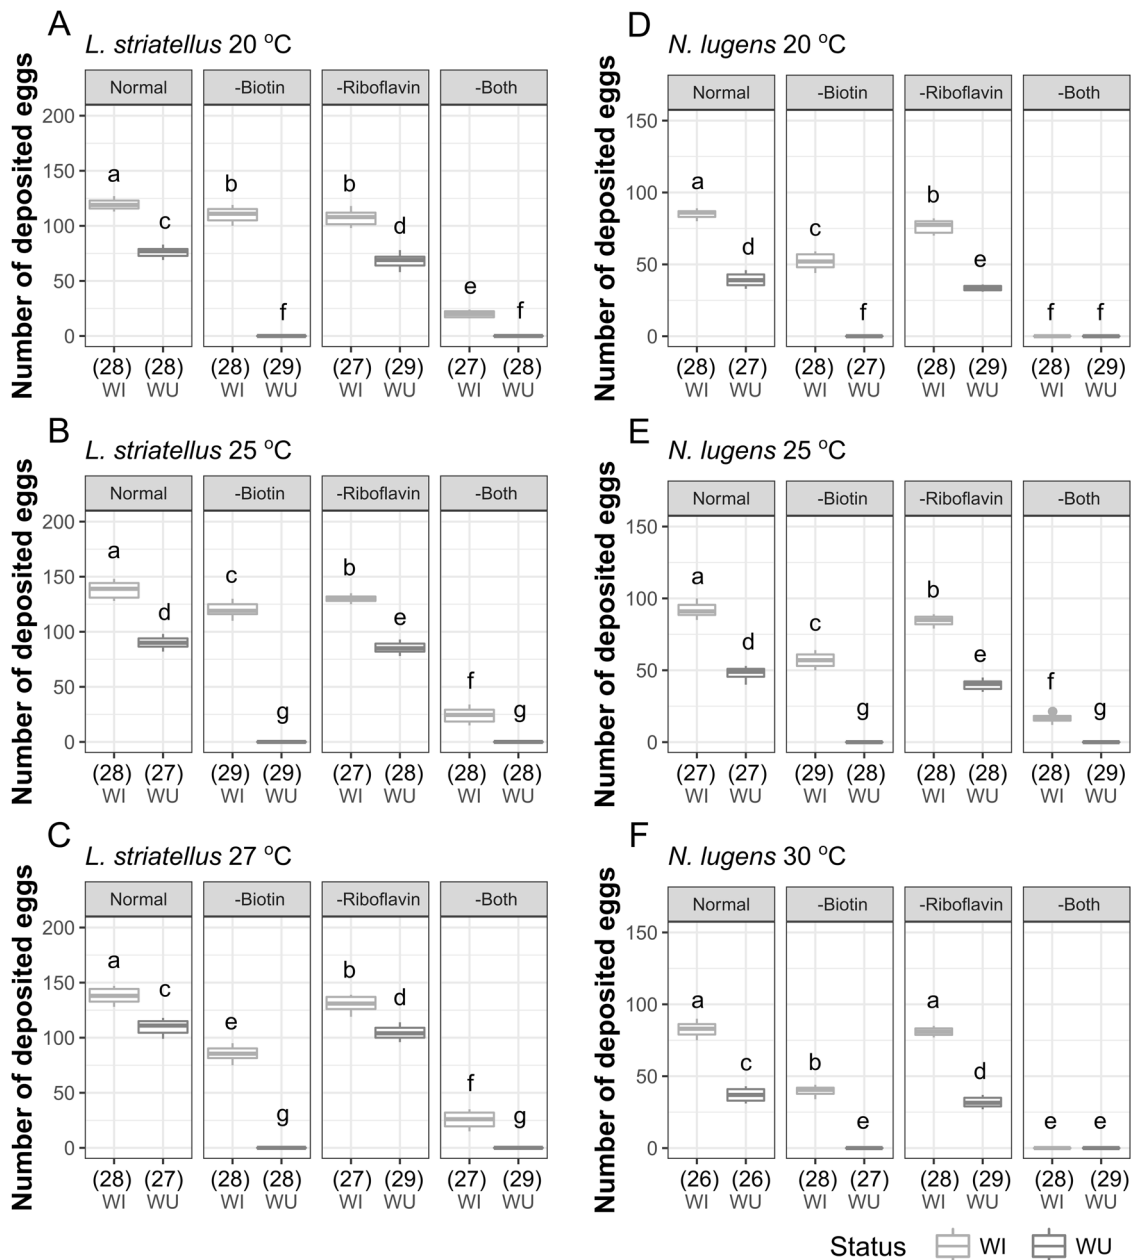 A
L. striatellus 20 °C
Number of deposited eggs
Normal -Biotin -Riboflavin -Both
200
150
100
50
0
a c b f b d e f
(28) (28) (28) (29) (27) (29) (27) (28)
WI WU WI WU WI WU WI WU
D
N. lugens 20 °C
Number of deposited eggs
Normal -Biotin -Riboflavin -Both
150
100
50
0
a d c f b e f f
(28) (27) (28) (27) (28) (29) (28) (29)
WI WU WI WU WI WU WI WU
B
L. striatellus 25 °C
Number of deposited eggs
Normal -Biotin -Riboflavin -Both
200
150
100
50
0
a d c g b e f g
(28) (27) (29) (29) (27) (28) (28) (28)
WI WU WI WU WI WU WI WU
E
N. lugens 25 °C
Number of deposited eggs
Normal -Biotin -Riboflavin -Both
150
100
50
0
a d c g b e f g
(27) (27) (29) (28) (28) (28) (28) (29)
WI WU WI WU WI WU WI WU
C
L. striatellus 27 °C
Number of deposited eggs
Normal -Biotin -Riboflavin -Both
200
150
100
50
0
a c e g b d f g
(28) (27) (28) (28) (27) (29) (27) (29)
WI WU WI WU WI WU WI WU
F
N. lugens 30 °C
Number of deposited eggs
Normal -Biotin -Riboflavin -Both
150
100
50
0
a c b e a d e e
(26) (26) (28) (27) (28) (29) (28) (29)
WI WU WI WU WI WU WI WU
Status WI WU